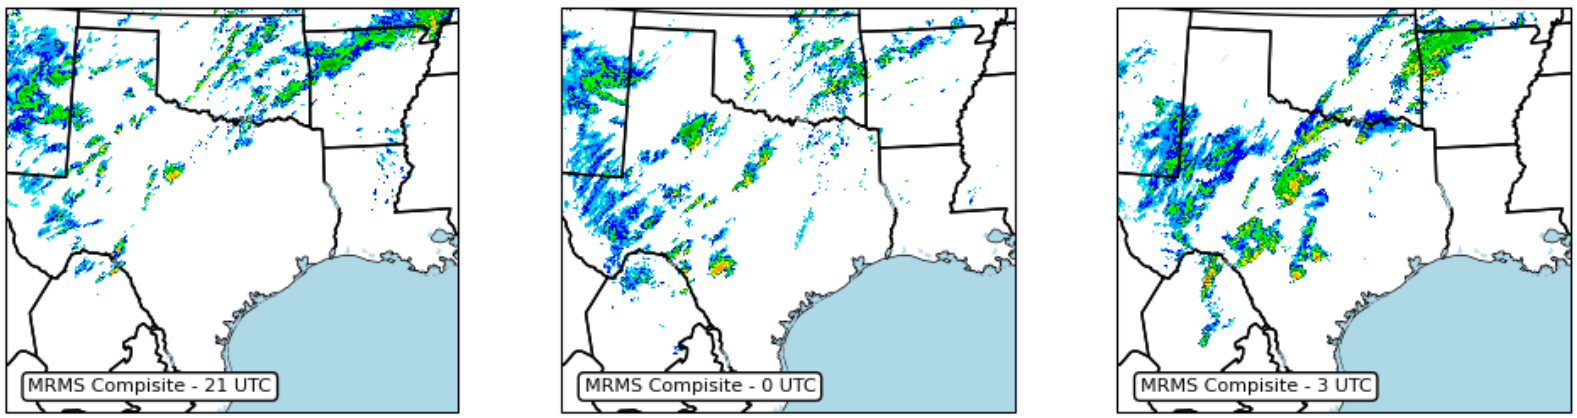 MRMS Compisite - 21 UTC
MRMS Compisite - 0 UTC
MRMS Compisite - 3 UTC